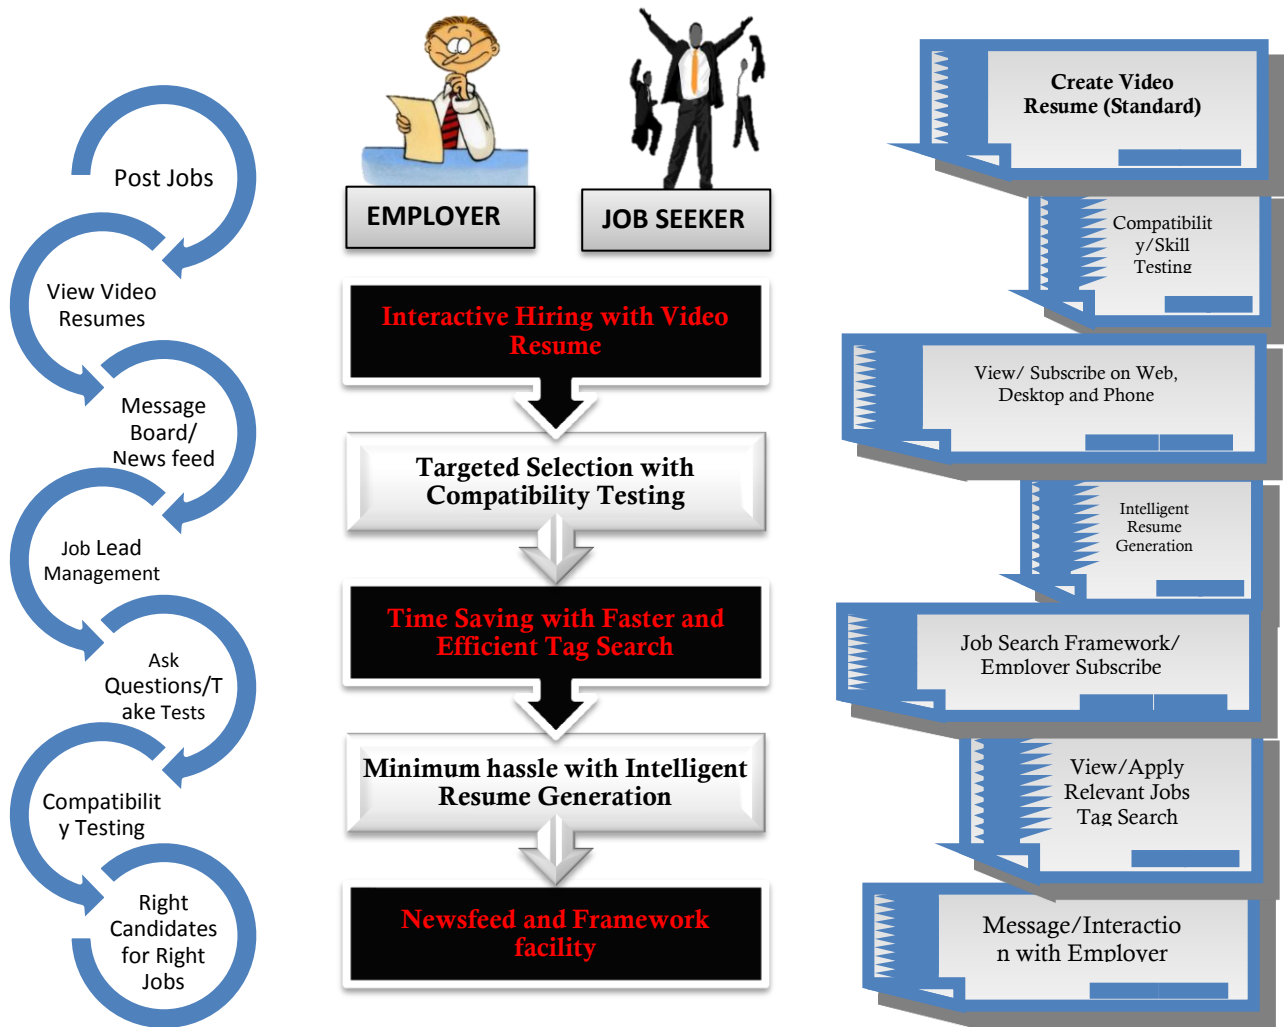 Post Jobs
View Video
Resumes
Message
Board/
News feed
Job Lead
Management
Ask
Questions/T
ake Tests
Compatibilit
y Testing
Right
Candidates
for Right
Jobs
EMPLOYER
JOB SEEKER
Interactive Hiring with Video
Resume
Targeted Selection with
Compatibility Testing
Time Saving with Faster and
Efficient Tag Search
Minimum hassle with Intelligent
Resume Generation
Newsfeed and Framework
facility
Create Video
Resume (Standard)
Compatibilit
y/Skill
Testing
View/ Subscribe on Web,
Desktop and Phone
Intelligent
Resume
Generation
Job Search Framework/
Employer Subscribe
View/Apply
Relevant Jobs
Tag Search
Message/Interactio
n with Employer